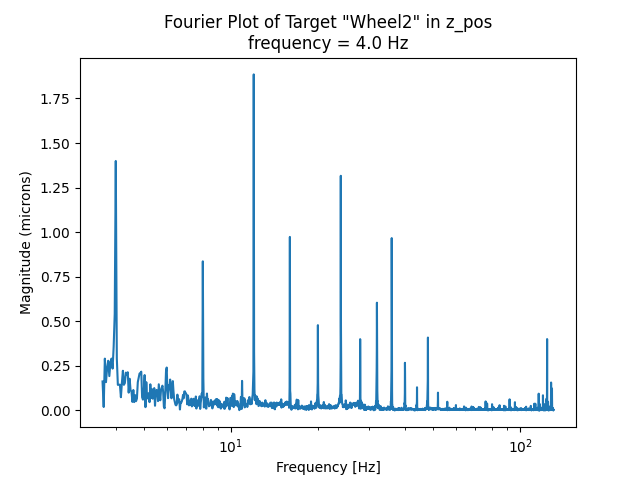 Fourier Plot of Target "Wheel2" in z_pos
frequency = 4.0 Hz
Magnitude (microns)
1.75
1.50
1.25
1.00
0.75
0.50
0.25
0.00
10¹
10²
Frequency [Hz]